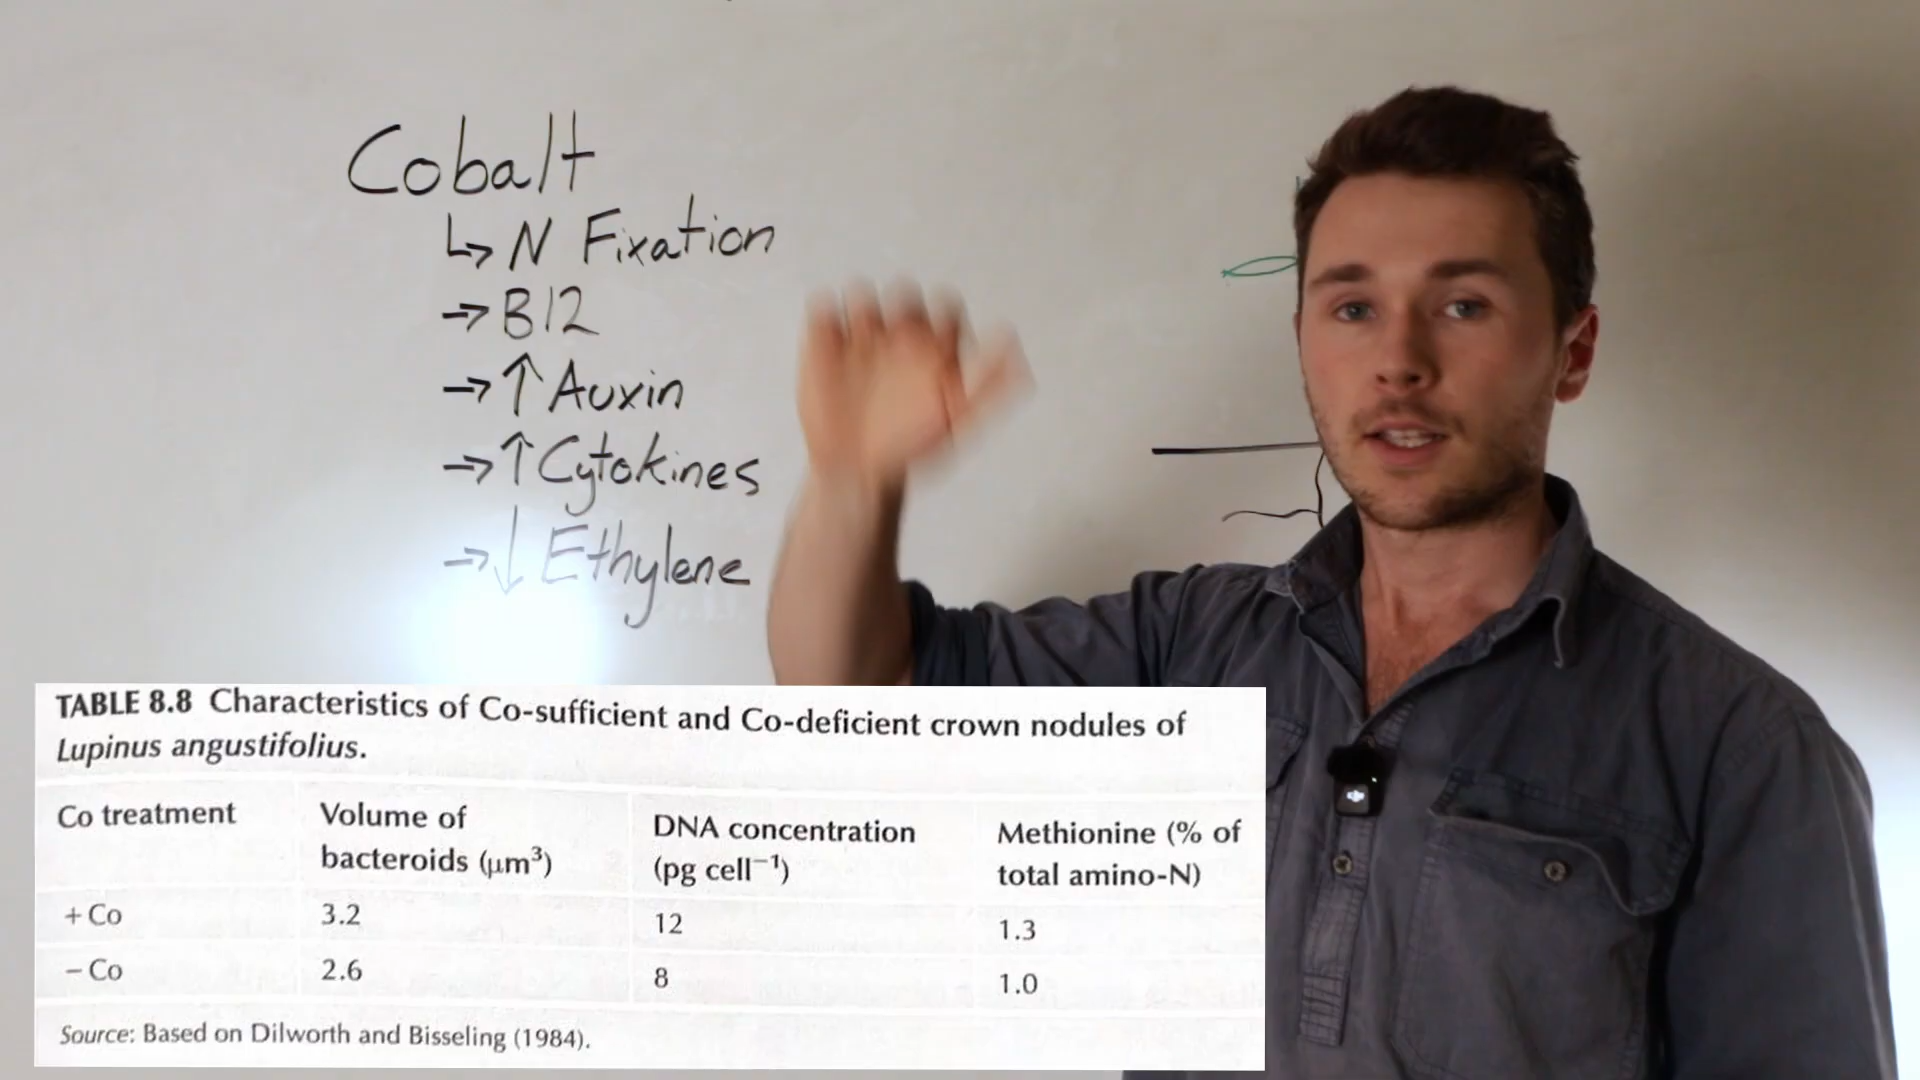 Cobalt
↳ N Fixation
→ B12
→ ↑ Auxin
→ ↑ Cytokines
→ ↓ Ethylene
TABLE 8.8 Characteristics of Co-sufficient and Co-deficient crown nodules of
Lupinus angustifolius.
Co treatment Volume of bacteroids (μm³) DNA concentration (pg cell⁻¹) Methionine (% of total amino-N)
+ Co 3.2 12 1.3
– Co 2.6 8 1.0
Source: Based on Dilworth and Bisseling (1984).